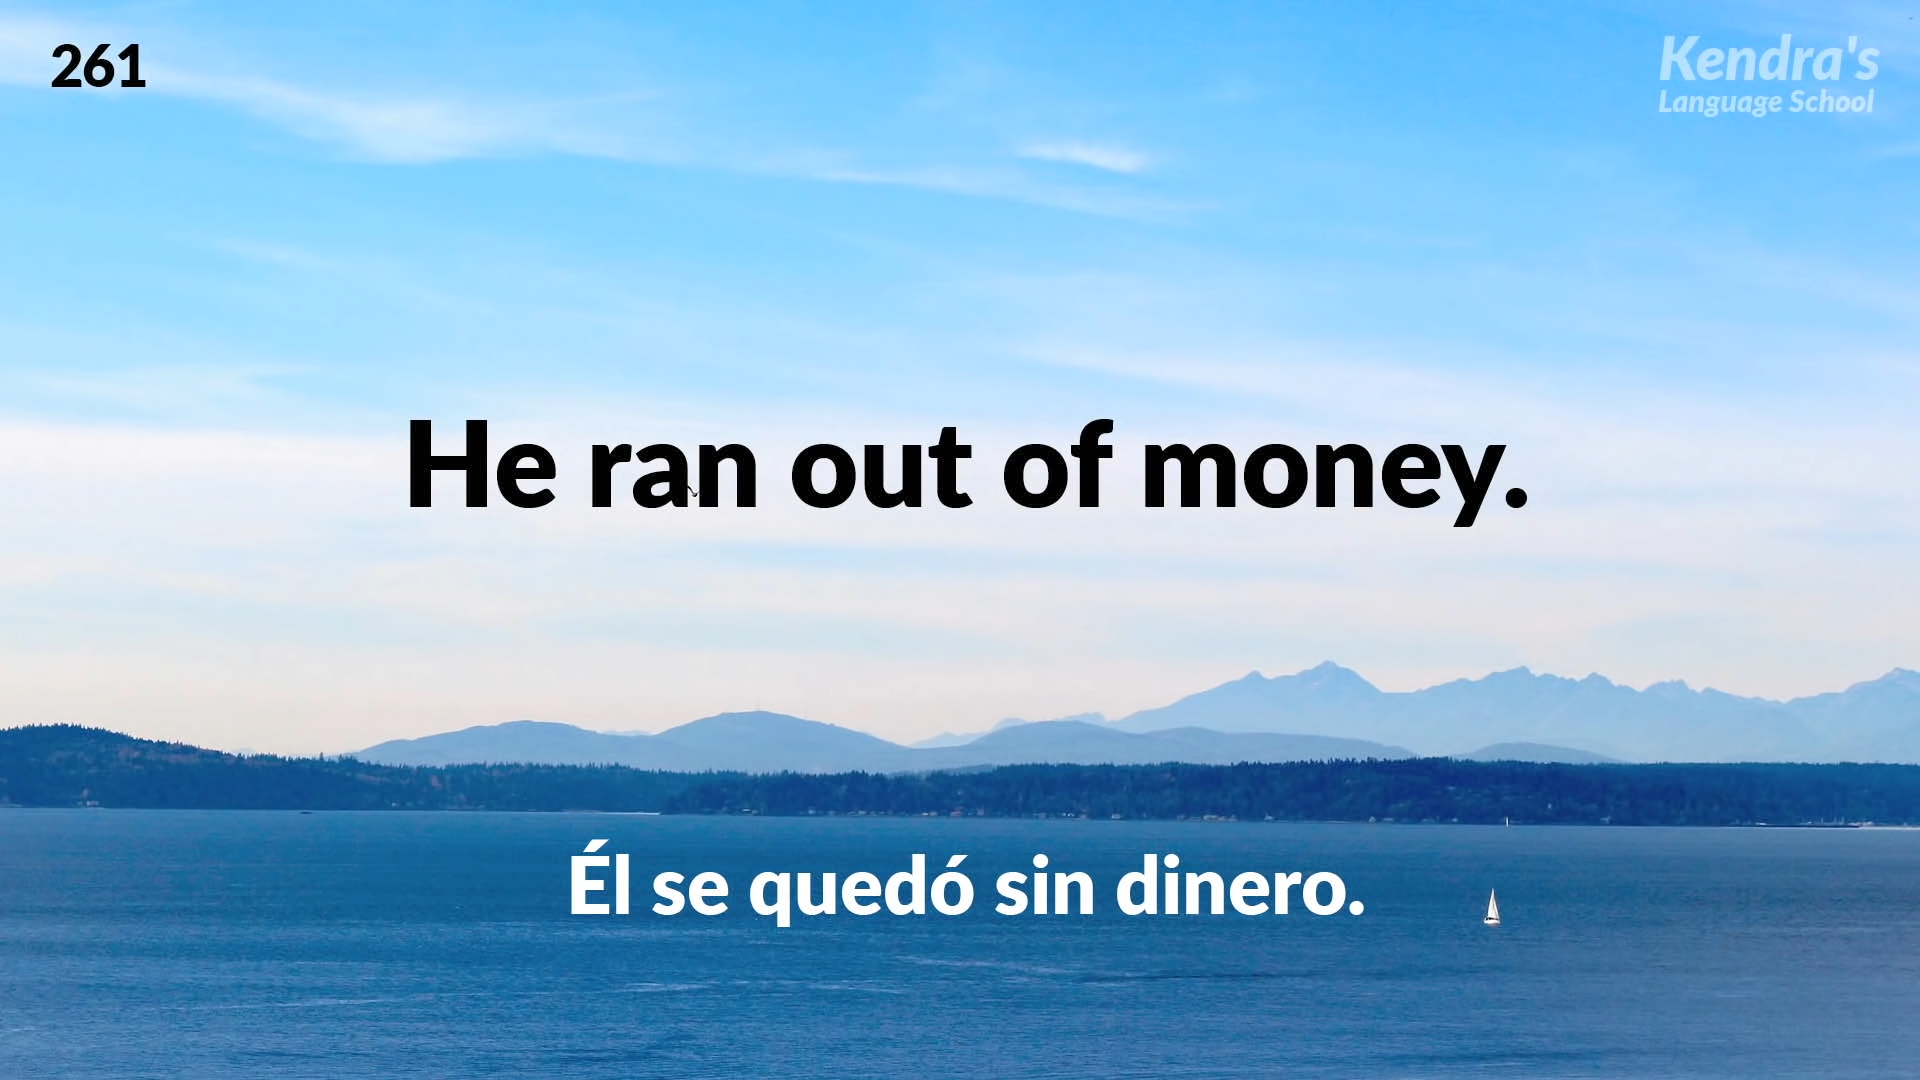 261
Kendra's
Language School
He ran out of money.
Él se quedó sin dinero.